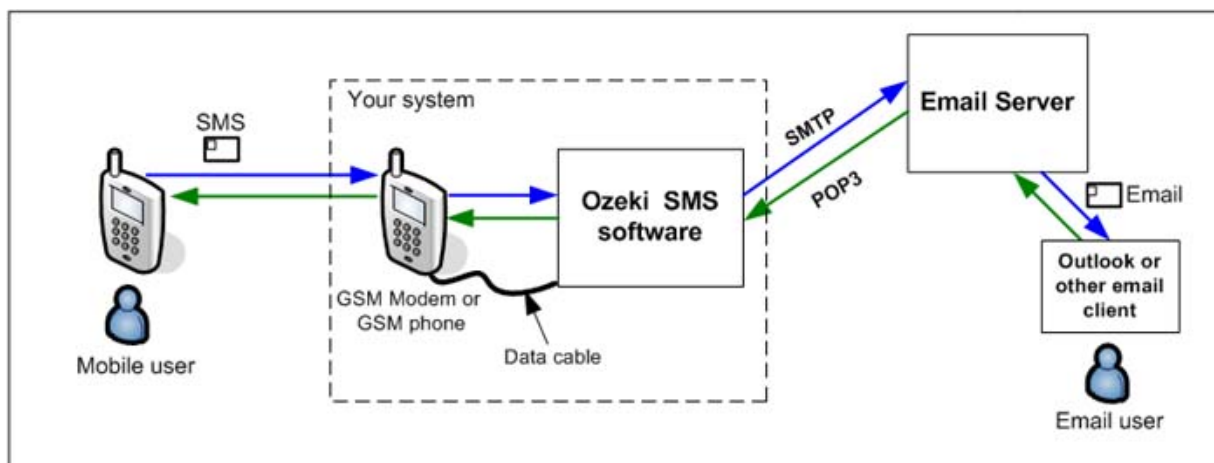 SMS
Your system
Ozeki SMS
software
GSM Modem or
GSM phone
Data cable
Mobile user
SMTP
POP3
Email Server
Email
Outlook or
other email
client
Email user